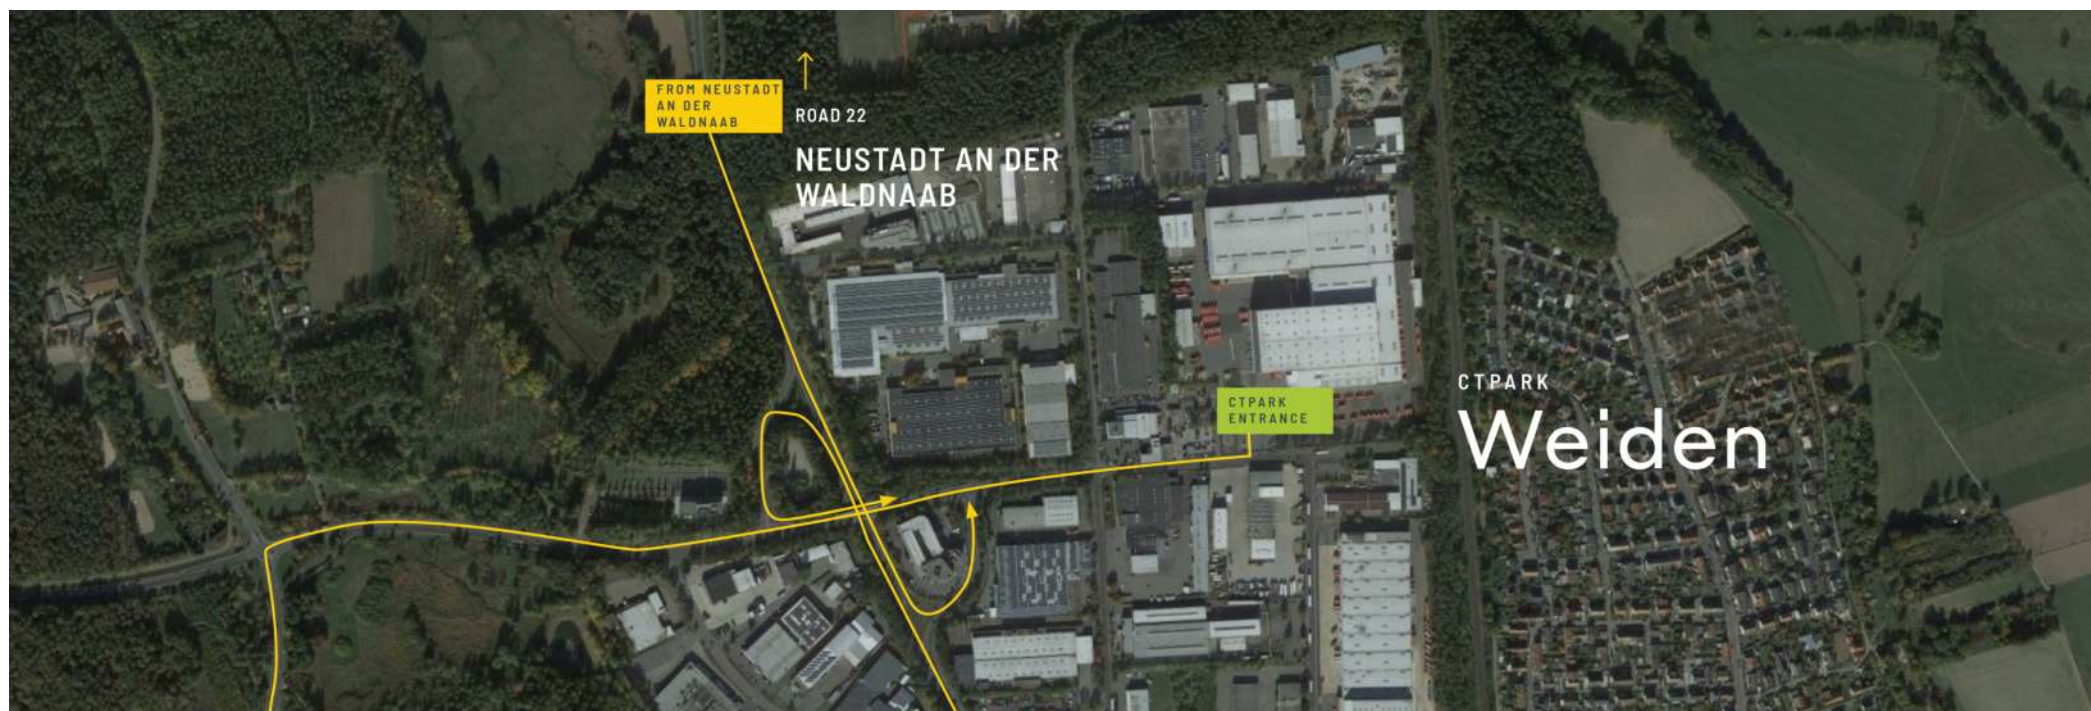 FROM NEUSTADT
AN DER
WALDNAAB
ROAD 22
NEUSTADT AN DER
WALDNAAB
CTPARK
ENTRANCE
CTPARK
Weiden